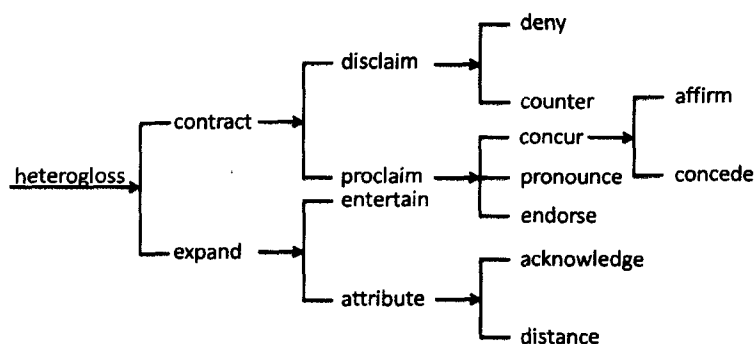 deny
disclaim
counter
affirm
contract
concur
heterogloss
proclaim
pronounce
concede
entertain
endorse
expand
acknowledge
attribute
distance